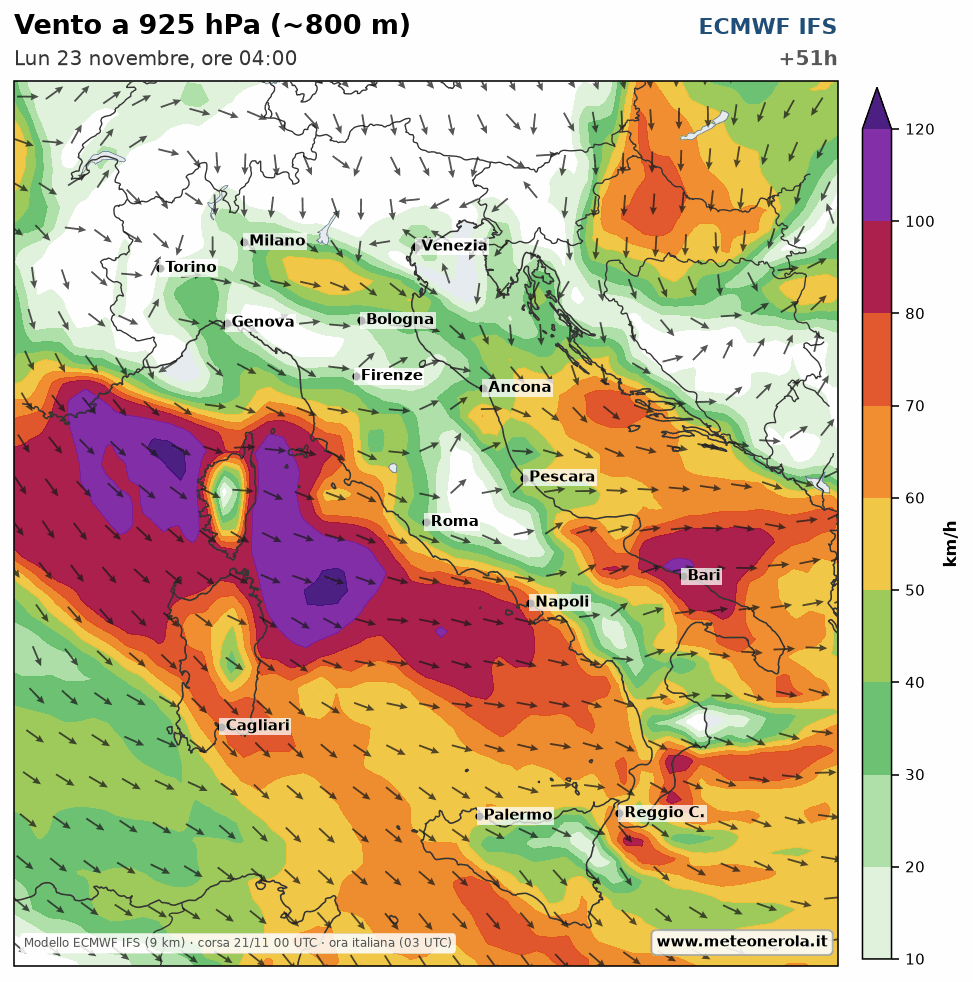 Vento a 925 hPa (~800 m)
ECMWF IFS
Lun 23 novembre, ore 04:00
+51h
120
100
80
70
60
50
40
30
20
10
km/h
Milano
Venezia
Torino
Genova
Bologna
Firenze
Ancona
Pescara
Roma
Bari
Napoli
Cagliari
Palermo
Reggio C.
Modello ECMWF IFS (9 km) · corsa 21/11 00 UTC · ora italiana (03 UTC)
www.meteonerola.it